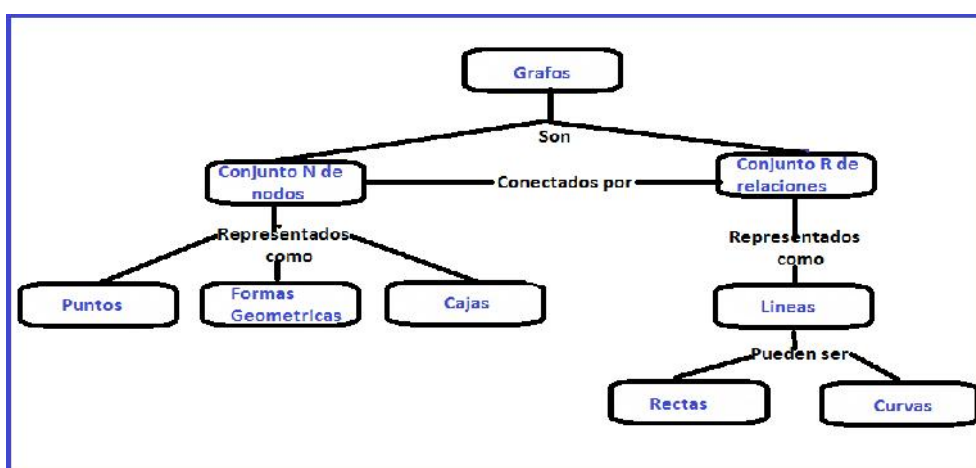 Grafos
Son
Conjunto N de
nodos
Conectados por
Conjunto R de
relaciones
Representados
como
Representados
como
Puntos
Formas
Geometricas
Cajas
Lineas
Pueden ser
Rectas
Curvas